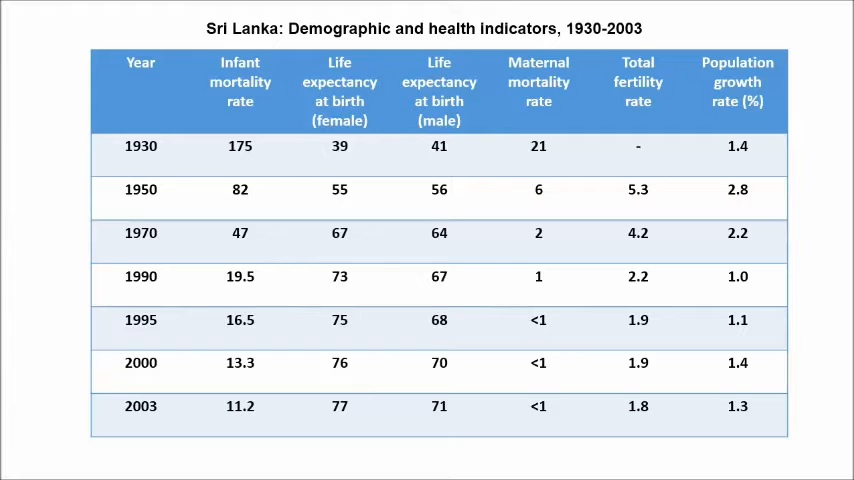 Sri Lanka: Demographic and health indicators, 1930-2003
Year Infant mortality rate Life expectancy at birth (female) Life expectancy at birth (male) Maternal mortality rate Total fertility rate Population growth rate (%)
1930 175 39 41 21 - 1.4
1950 82 55 56 6 5.3 2.8
1970 47 67 64 2 4.2 2.2
1990 19.5 73 67 1 2.2 1.0
1995 16.5 75 68 <1 1.9 1.1
2000 13.3 76 70 <1 1.9 1.4
2003 11.2 77 71 <1 1.8 1.3